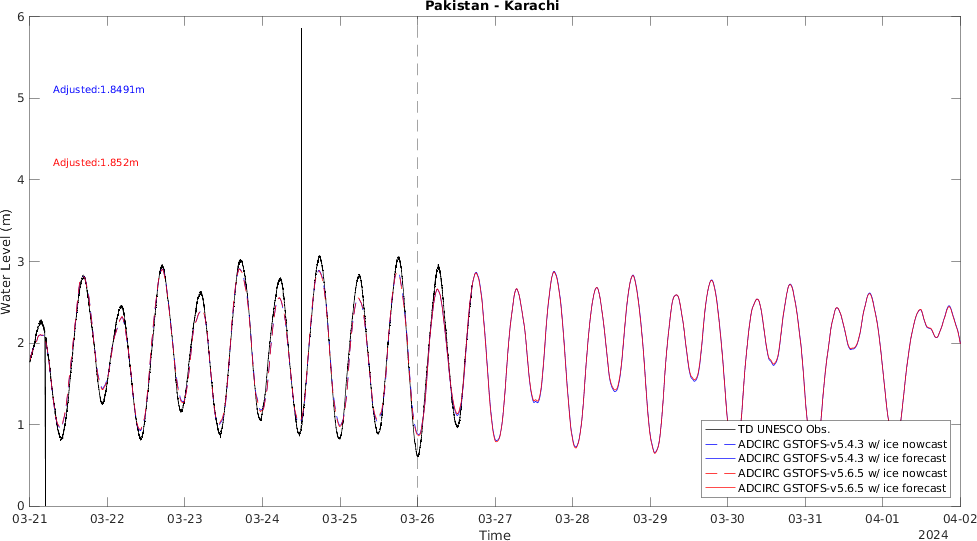 Pakistan - Karachi
6
5
4
3
2
1
0
Water Level (m)
Adjusted:1.8491m
Adjusted:1.852m
TD UNESCO Obs.
ADCIRC GSTOFS-v5.4.3 w/ ice nowcast
ADCIRC GSTOFS-v5.4.3 w/ ice forecast
ADCIRC GSTOFS-v5.6.5 w/ ice nowcast
ADCIRC GSTOFS-v5.6.5 w/ ice forecast
03-21 03-22 03-23 03-24 03-25 03-26 03-27 03-28 03-29 03-30 03-31 04-01 04-02
Time
2024